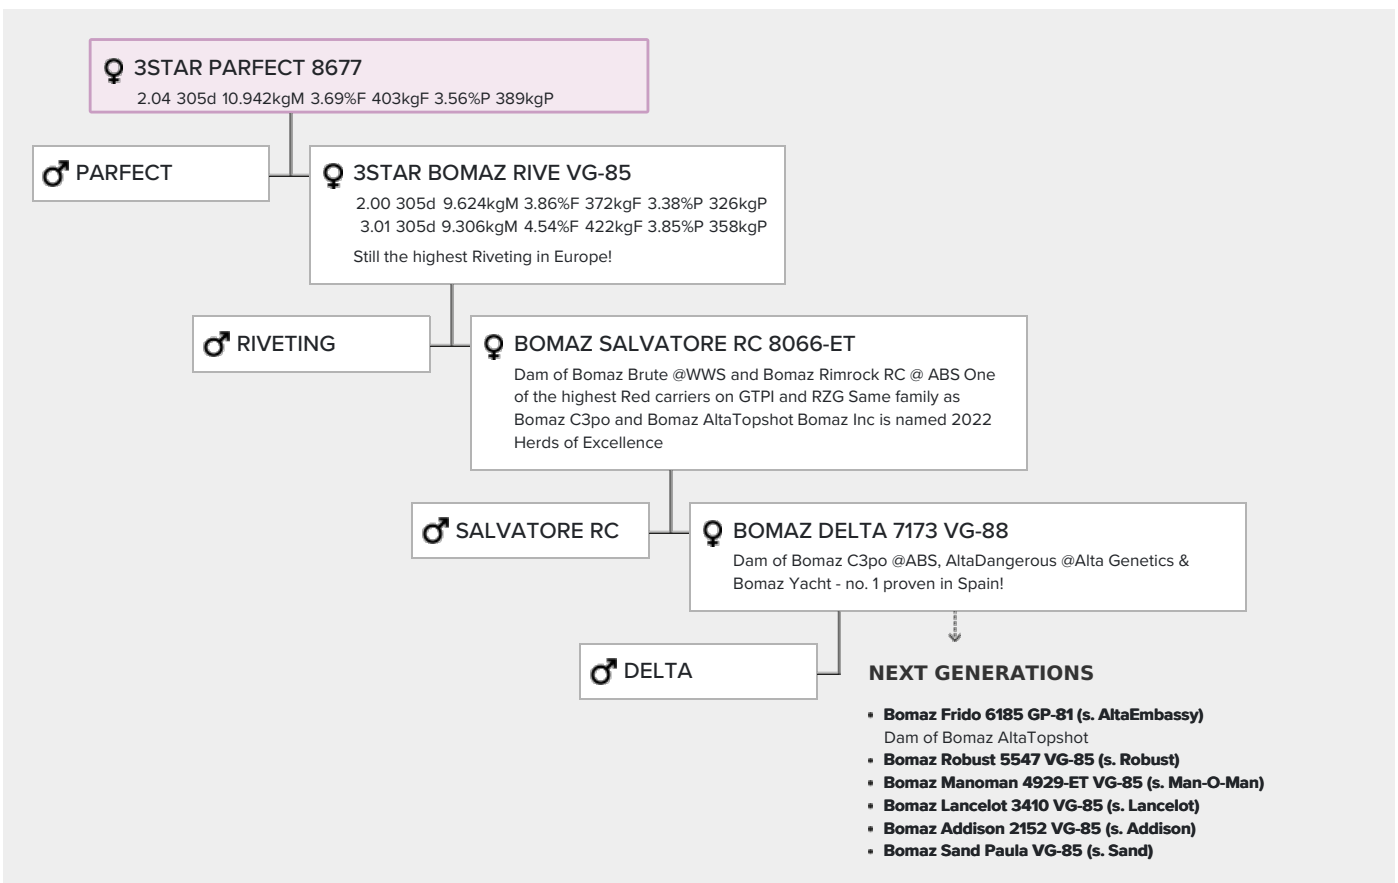 3STAR PARFECT 8677
2.04 305d 10.942kgM 3.69%F 403kgF 3.56%P 389kgP
PARFECT
3STAR BOMAZ RIVE VG-85
2.00 305d 9.624kgM 3.86%F 372kgF 3.38%P 326kgP
3.01 305d 9.306kgM 4.54%F 422kgF 3.85%P 358kgP
Still the highest Riveting in Europe!
RIVETING
BOMAZ SALVATORE RC 8066-ET
Dam of Bomaz Brute @WWS and Bomaz Rimrock RC @ ABS One
of the highest Red carriers on GTPI and RZG Same family as
Bomaz C3po and Bomaz AltaTopshot Bomaz Inc is named 2022
Herds of Excellence
SALVATORE RC
BOMAZ DELTA 7173 VG-88
Dam of Bomaz C3po @ABS, AltaDangerous @Alta Genetics &
Bomaz Yacht - no. 1 proven in Spain!
DELTA
NEXT GENERATIONS
• Bomaz Frido 6185 GP-81 (s. AltaEmbassy)
Dam of Bomaz AltaTopshot
• Bomaz Robust 5547 VG-85 (s. Robust)
• Bomaz Manoman 4929-ET VG-85 (s. Man-O-Man)
• Bomaz Lancelot 3410 VG-85 (s. Lancelot)
• Bomaz Addison 2152 VG-85 (s. Addison)
• Bomaz Sand Paula VG-85 (s. Sand)